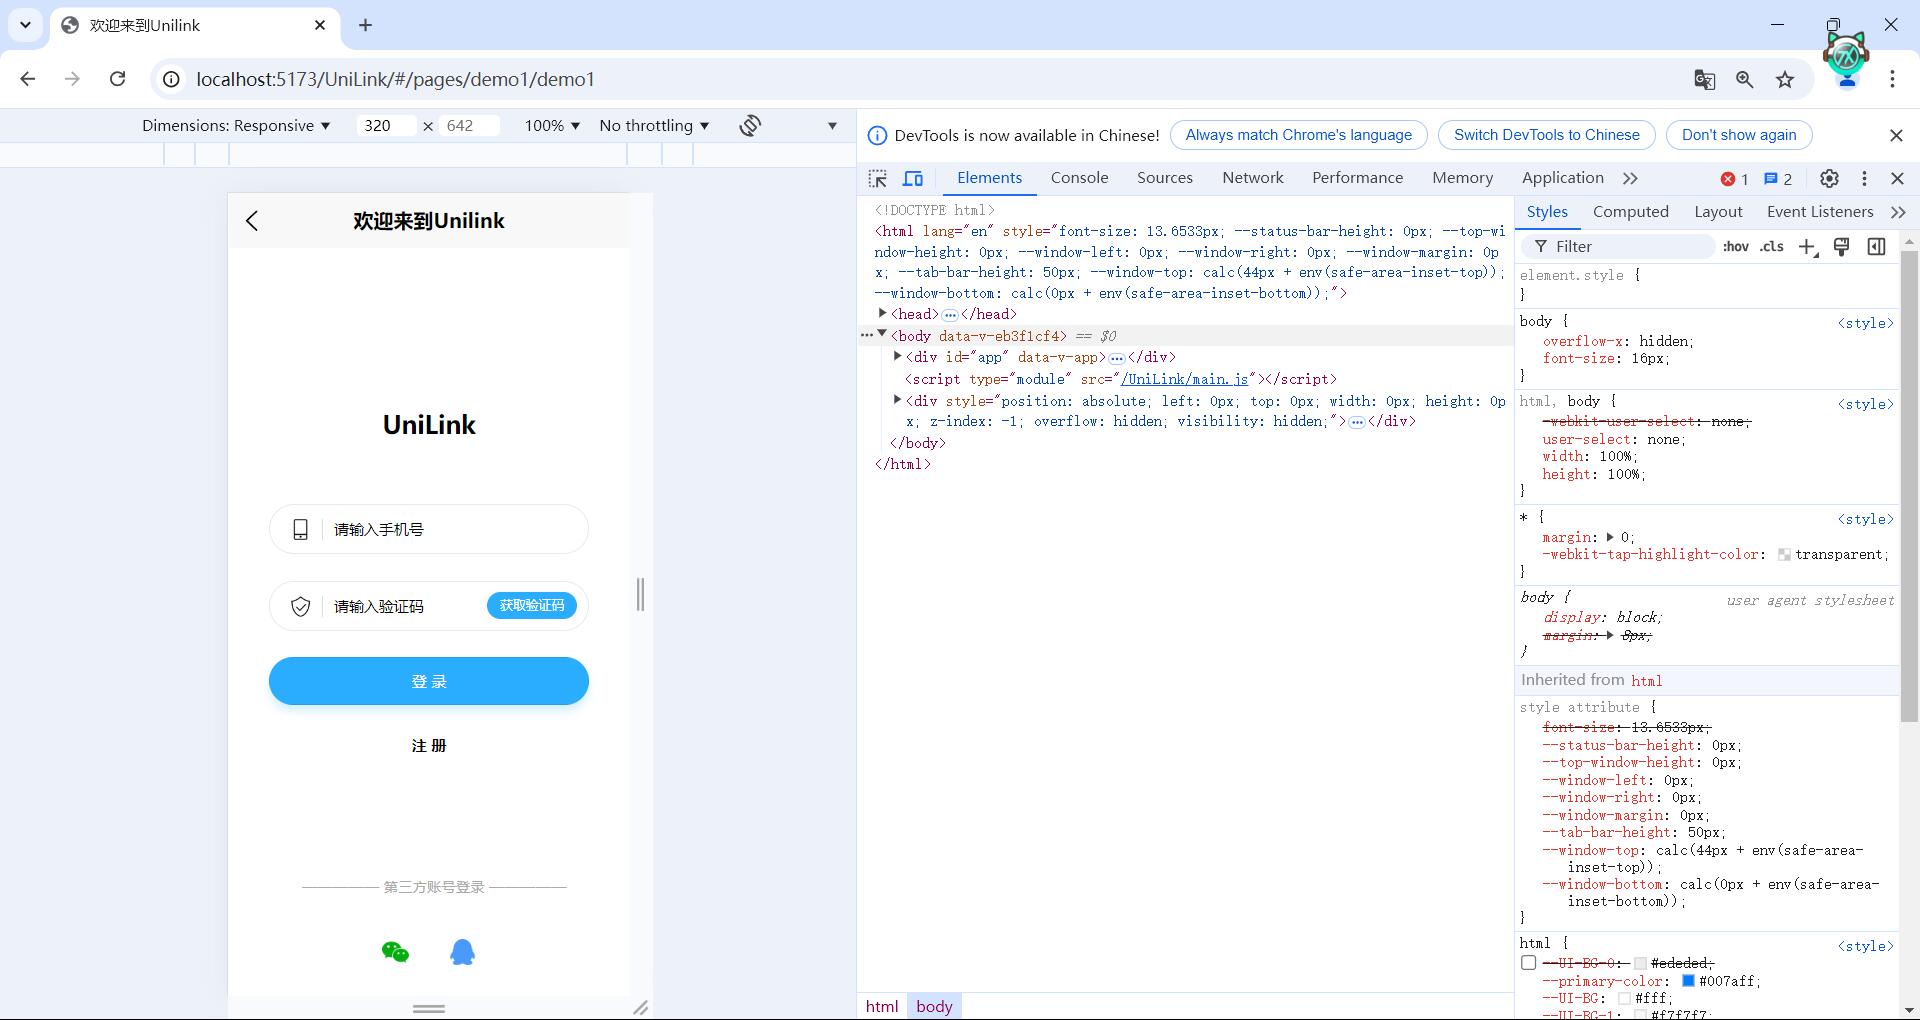 欢迎来到Unilink
localhost:5173/UniLink/#/pages/demo1/demo1
Dimensions: Responsive 320 × 642 100% No throttling
欢迎来到Unilink
UniLink
请输入手机号
请输入验证码 获取验证码
登 录
注 册
第三方账号登录
DevTools is now available in Chinese! Always match Chrome's language Switch DevTools to Chinese Don't show again
Elements Console Sources Network Performance Memory Application 1 2
<!DOCTYPE html>
<html lang="en" style="font-size: 13.6533px; --status-bar-height: 0px; --top-wi
ndow-height: 0px; --window-left: 0px; --window-right: 0px; --window-margin: 0p
x; --tab-bar-height: 50px; --window-top: calc(44px + env(safe-area-inset-top));
--window-bottom: calc(0px + env(safe-area-inset-bottom));">
<head>…</head>
<body data-v-eb3f1cf4> == $0
<div id="app" data-v-app>…</div>
<script type="module" src="/UniLink/main.js"></script>
<div style="position: absolute; left: 0px; top: 0px; width: 0px; height: 0p
x; z-index: -1; overflow: hidden; visibility: hidden;">…</div>
</body>
</html>
html body
Styles Computed Layout Event Listeners
Filter :hov .cls
element.style {
}
body { <style>
overflow-x: hidden;
font-size: 16px;
}
html, body { <style>
-webkit-user-select: none;
user-select: none;
width: 100%;
height: 100%;
}
* { <style>
margin: 0;
-webkit-tap-highlight-color: transparent;
}
body { user agent stylesheet
display: block;
margin: 8px;
}
Inherited from html
style attribute {
font-size: 13.6533px;
--status-bar-height: 0px;
--top-window-height: 0px;
--window-left: 0px;
--window-right: 0px;
--window-margin: 0px;
--tab-bar-height: 50px;
--window-top: calc(44px + env(safe-area-
inset-top));
--window-bottom: calc(0px + env(safe-area-
inset-bottom));
}
html { <style>
--UI-BG-0: #ededed;
--primary-color: #007aff;
--UI-BG: #fff;
--UI-BG-1: #f7f7f7;